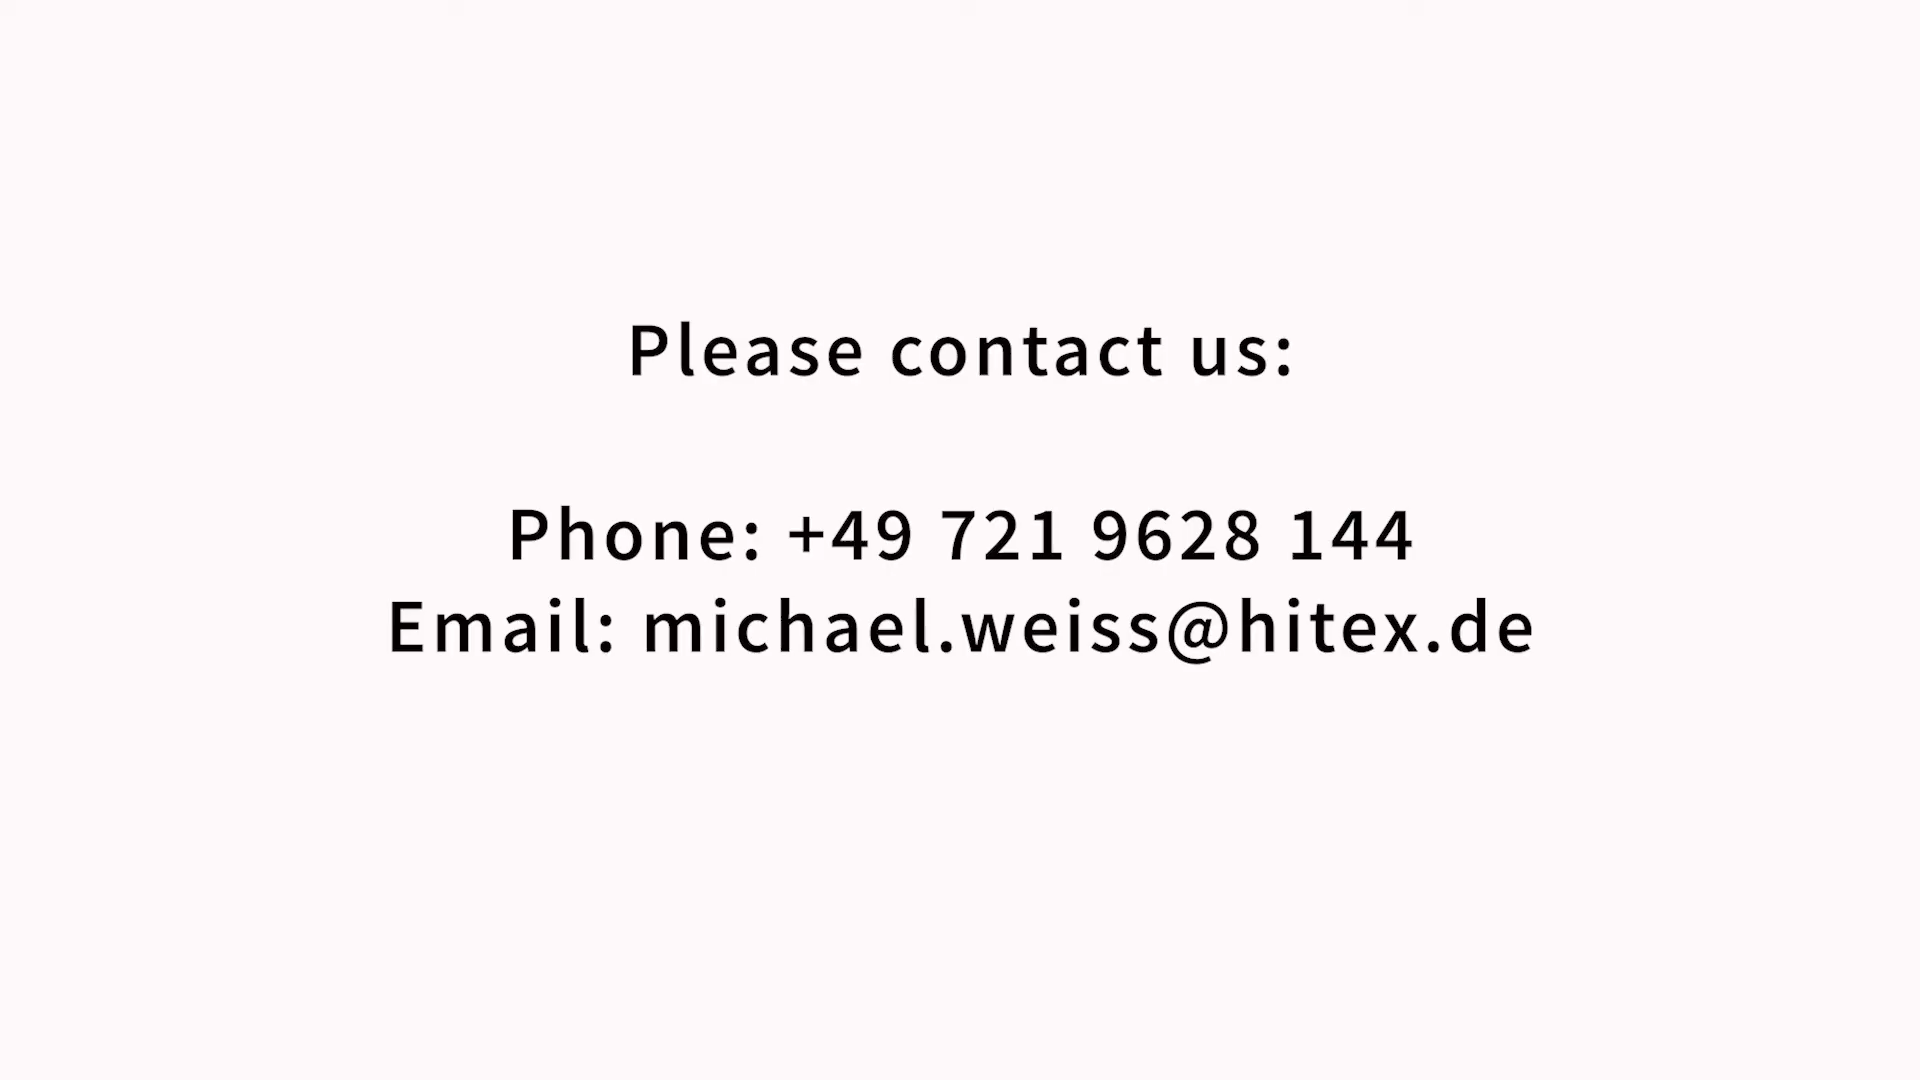 Please contact us:
Phone: +49 721 9628 144
Email: michael.weiss@hitex.de